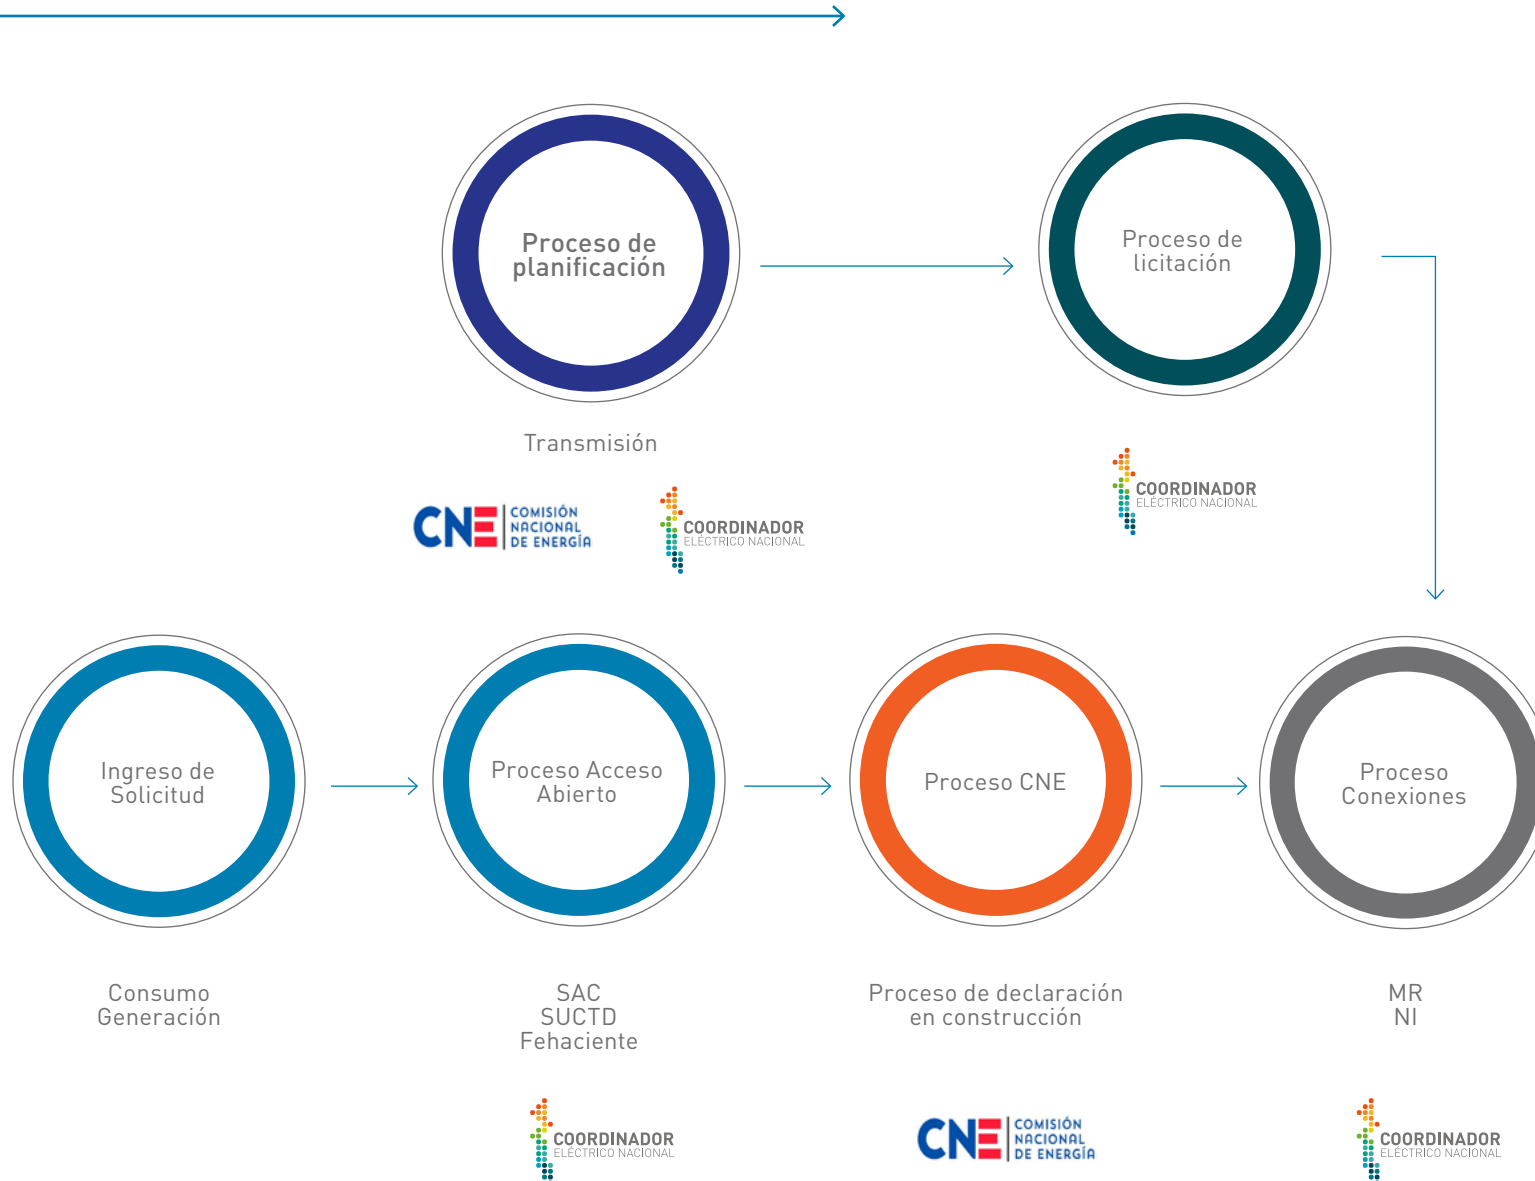 Proceso de
planificación
Proceso de
licitación
Transmisión
CNE
COMISIÓN
NACIONAL
DE ENERGÍA
COORDINADOR
ELÉCTRICO NACIONAL
COORDINADOR
ELÉCTRICO NACIONAL
Ingreso de
Solicitud
Proceso Acceso
Abierto
Proceso CNE
Proceso
Conexiones
Consumo
Generación
SAC
SUCTD
Fehaciente
Proceso de declaración
en construcción
MR
NI
COORDINADOR
ELÉCTRICO NACIONAL
CNE
COMISIÓN
NACIONAL
DE ENERGÍA
COORDINADOR
ELÉCTRICO NACIONAL